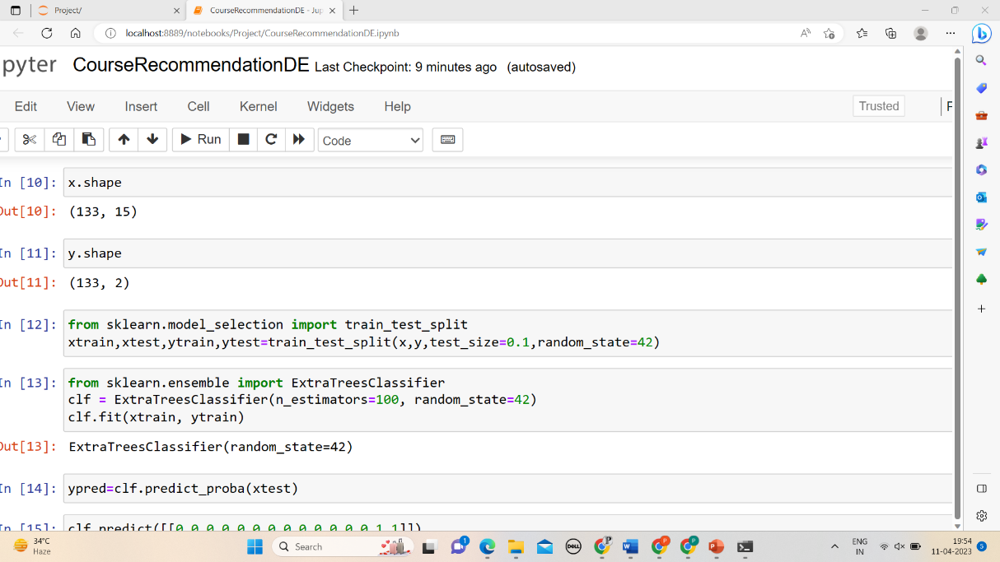 Project/
CourseRecommendationDE - Jup
localhost:8889/notebooks/Project/CourseRecommendationDE.ipynb
pyter CourseRecommendationDE Last Checkpoint: 9 minutes ago (autosaved)
Edit View Insert Cell Kernel Widgets Help Trusted
Run Code
In [10]: x.shape
Out[10]: (133, 15)
In [11]: y.shape
Out[11]: (133, 2)
In [12]: from sklearn.model_selection import train_test_split
xtrain,xtest,ytrain,ytest=train_test_split(x,y,test_size=0.1,random_state=42)
In [13]: from sklearn.ensemble import ExtraTreesClassifier
clf = ExtraTreesClassifier(n_estimators=100, random_state=42)
clf.fit(xtrain, ytrain)
Out[13]: ExtraTreesClassifier(random_state=42)
In [14]: ypred=clf.predict_proba(xtest)
In [15]: clf.predict([[0,0,0,0,0,0,0,0,0,0,0,0,0,1,1]])
34°C
Haze
Search
DELL
ENG
IN
19:54
11-04-2023